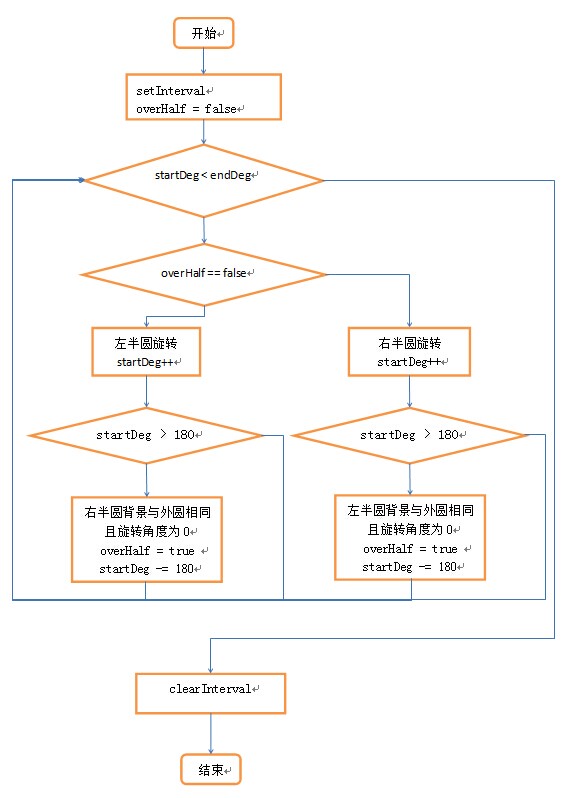 开始
setInterval
overHalf = false
startDeg < endDeg
overHalf == false
左半圆旋转
startDeg++
右半圆旋转
startDeg++
startDeg > 180
startDeg > 180
右半圆背景与外圆相同
且旋转角度为0
overHalf = true
startDeg -= 180
左半圆背景与外圆相同
且旋转角度为0
overHalf = true
startDeg -= 180
clearInterval
结束